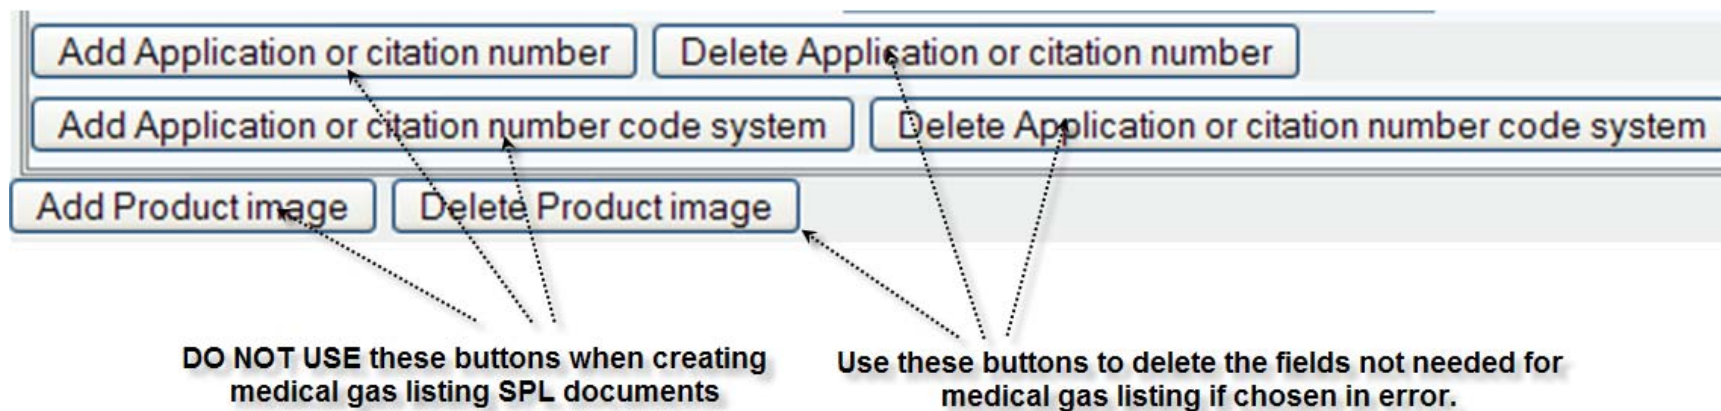 Add Application or citation number Delete Application or citation number
Add Application or citation number code system Delete Application or citation number code system
Add Product image Delete Product image
DO NOT USE these buttons when creating
medical gas listing SPL documents
Use these buttons to delete the fields not needed for
medical gas listing if chosen in error.